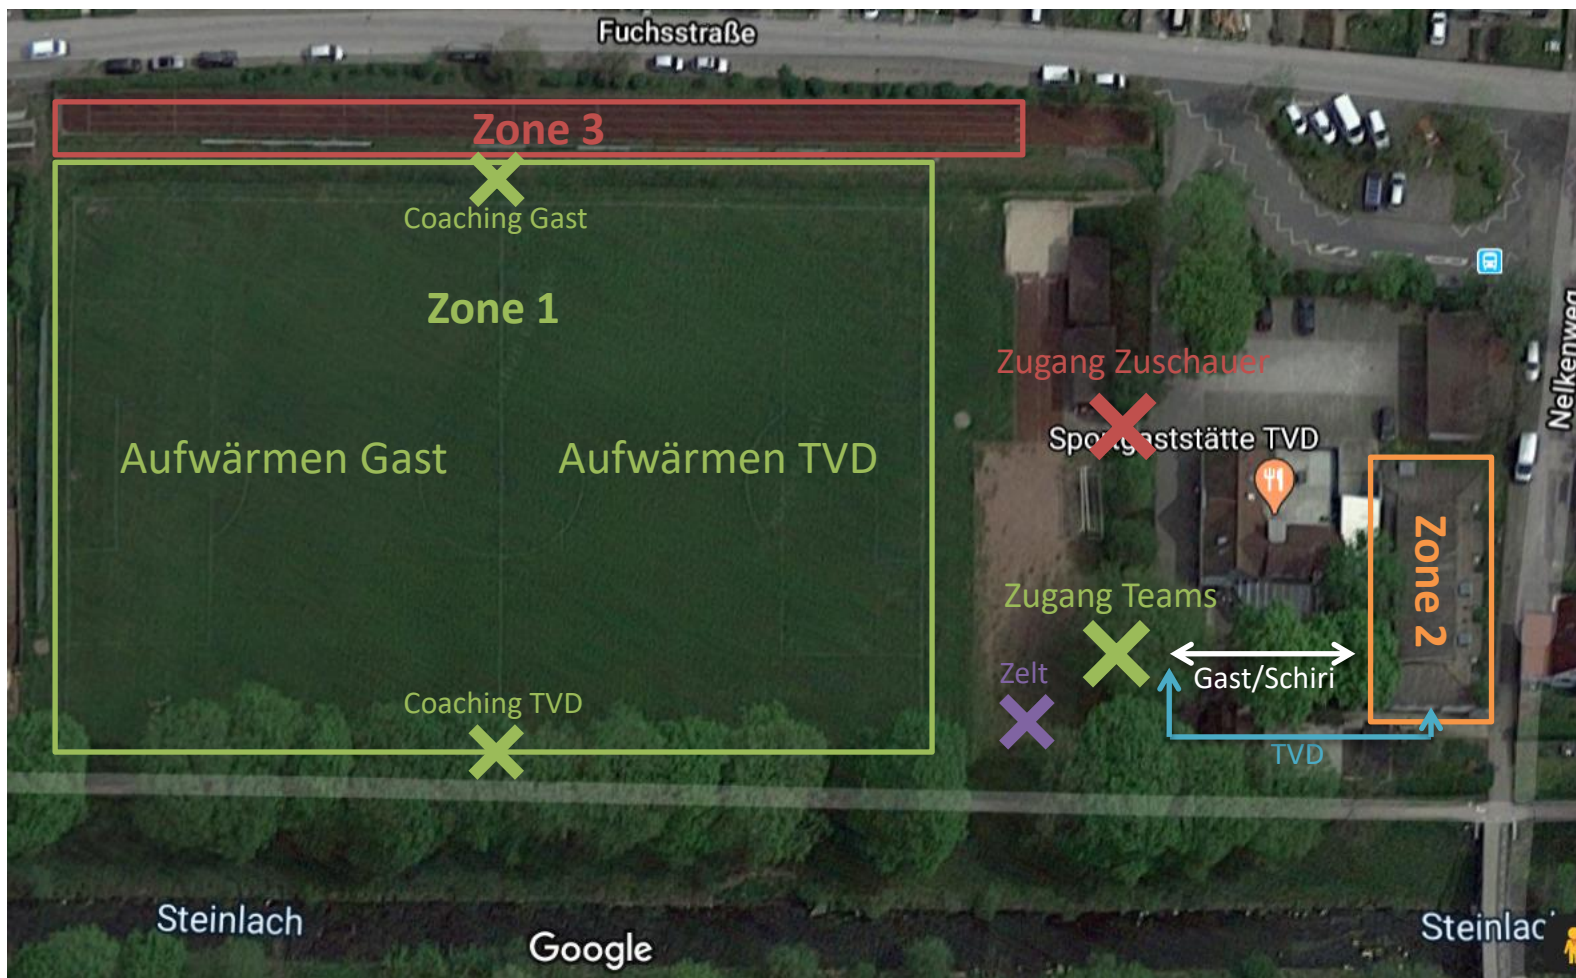 Fuchsstraße
Zone 3
Coaching Gast
Zone 1
Zugang Zuschauer
Nelkenweg
Sportgaststätte TVD
Aufwärmen Gast
Aufwärmen TVD
Zone 2
Zugang Teams
Gast/Schiri
Zelt
Coaching TVD
TVD
Steinlach
Google
Steinlac